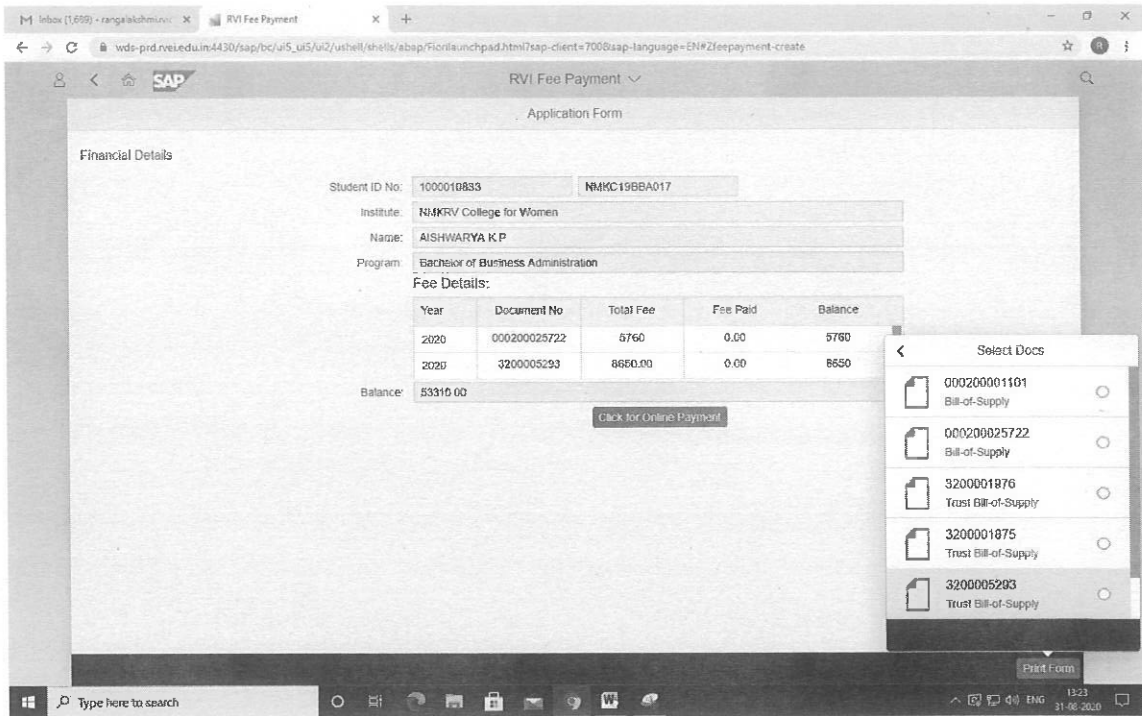 Inbox (1,699) - rangalakshmi.rvi
RVI Fee Payment
wds-prd.rvei.edu.in:4430/sap/bc/ui5_ui5/ui2/ushell/shells/abap/Fiorilaunchpad.html?sap-client=700&sap-language=EN#Zfeepayment-create
R
SAP
RVI Fee Payment
Application Form
Financial Details
Student ID No: 1000010833 NMKC19BBA017
Institute: NMKRV College for Women
Name: AISHWARYA K P
Program: Bachelor of Business Administration
Fee Details:
Year Document No Total Fee Fee Paid Balance
2020 000200025722 5760 0.00 5760
2020 3200005293 8650.00 0.00 8650
Balance: 53310.00
Click for Online Payment
Select Docs
000200001101
Bill-of-Supply
000200025722
Bill-of-Supply
3200001976
Trust Bill-of-Supply
3200001875
Trust Bill-of-Supply
3200005293
Trust Bill-of-Supply
Print Form
Type here to search
W
ENG
13:23
31-08-2020